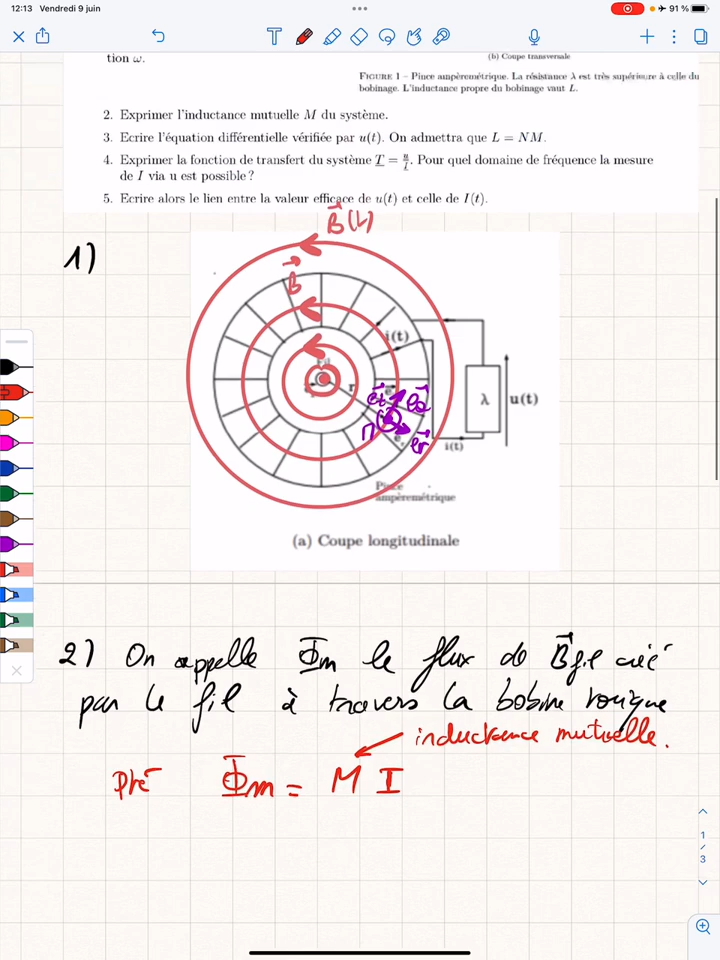 12:13 Vendredi 9 juin
91 %
T
tion ω.
(b) Coupe transversale
FIGURE 1 – Pince ampèremétrique. La résistance λ est très supérieure à celle du
bobinage. L'inductance propre du bobinage vaut L.
2. Exprimer l'inductance mutuelle M du système.
3. Ecrire l'équation différentielle vérifiée par u(t). On admettra que L = NM.
4. Exprimer la fonction de transfert du système T = u/I. Pour quel domaine de fréquence la mesure
de I via u est possible ?
5. Ecrire alors le lien entre la valeur efficace de u(t) et celle de I(t).
1)
B
i(t)
r
λ
u(t)
er
i(t)
Pince
ampèremétrique
(a) Coupe longitudinale
2) On appelle Φm le flux de B fil créé
par le fil à travers la bobine torique
inductance mutuelle.
Φm = M I
1
/
3